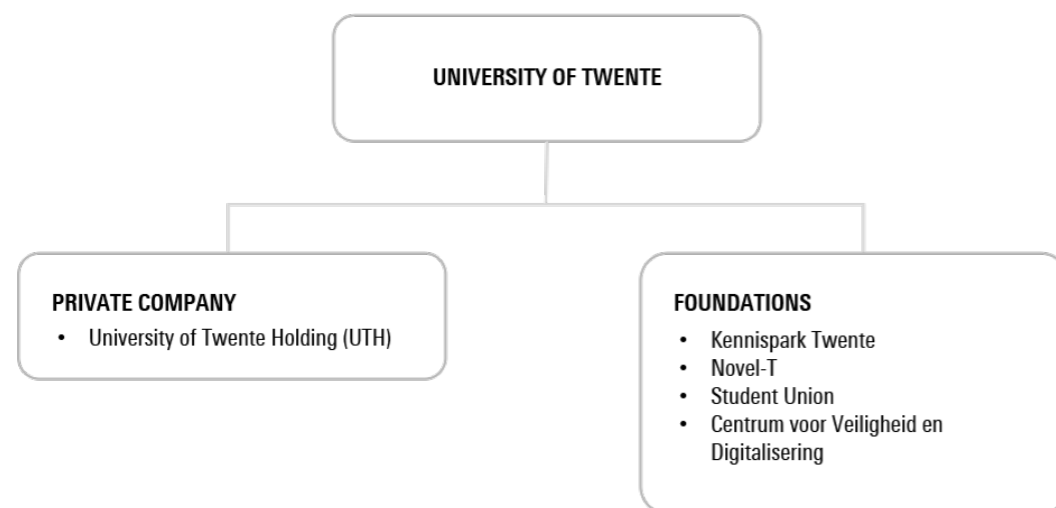 UNIVERSITY OF TWENTE
PRIVATE COMPANY
• University of Twente Holding (UTH)
FOUNDATIONS
• Kennispark Twente
• Novel-T
• Student Union
• Centrum voor Veiligheid en
Digitalisering